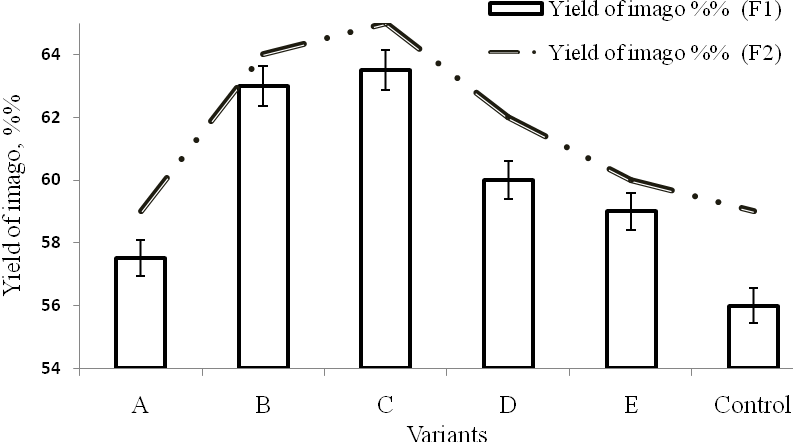 Yield of imago %% (F1)
Yield of imago %% (F2)
Yield of imago, %%
64
62
60
58
56
54
A B C D E Control
Variants